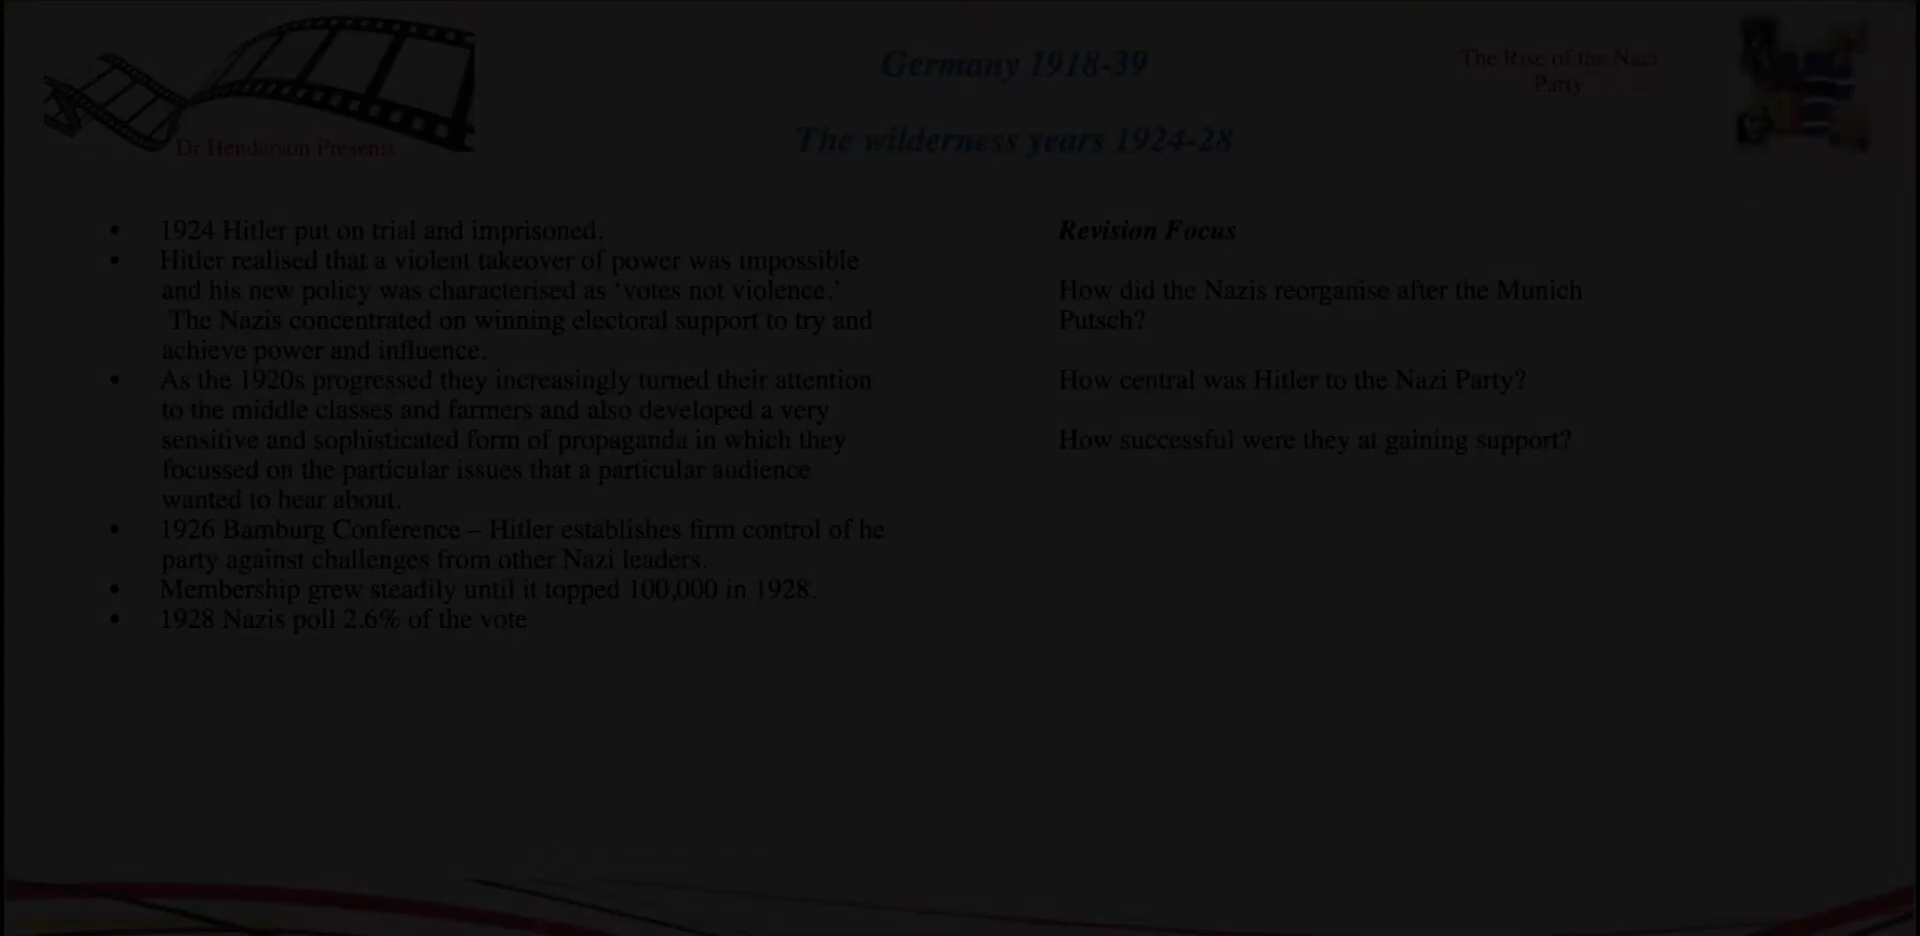 Germany 1918-39
The Rise of the Nazi
Party
The wilderness years 1924-28
Dr Henderson Presents
• 1924 Hitler put on trial and imprisoned.
• Hitler realised that a violent takeover of power was impossible
and his new policy was characterised as ‘votes not violence.’
The Nazis concentrated on winning electoral support to try and
achieve power and influence.
• As the 1920s progressed they increasingly turned their attention
to the middle classes and farmers and also developed a very
sensitive and sophisticated form of propaganda in which they
focussed on the particular issues that a particular audience
wanted to hear about.
• 1926 Bamburg Conference – Hitler establishes firm control of he
party against challenges from other Nazi leaders.
• Membership grew steadily until it topped 100,000 in 1928.
• 1928 Nazis poll 2.6% of the vote
Revision Focus
How did the Nazis reorganise after the Munich
Putsch?
How central was Hitler to the Nazi Party?
How successful were they at gaining support?